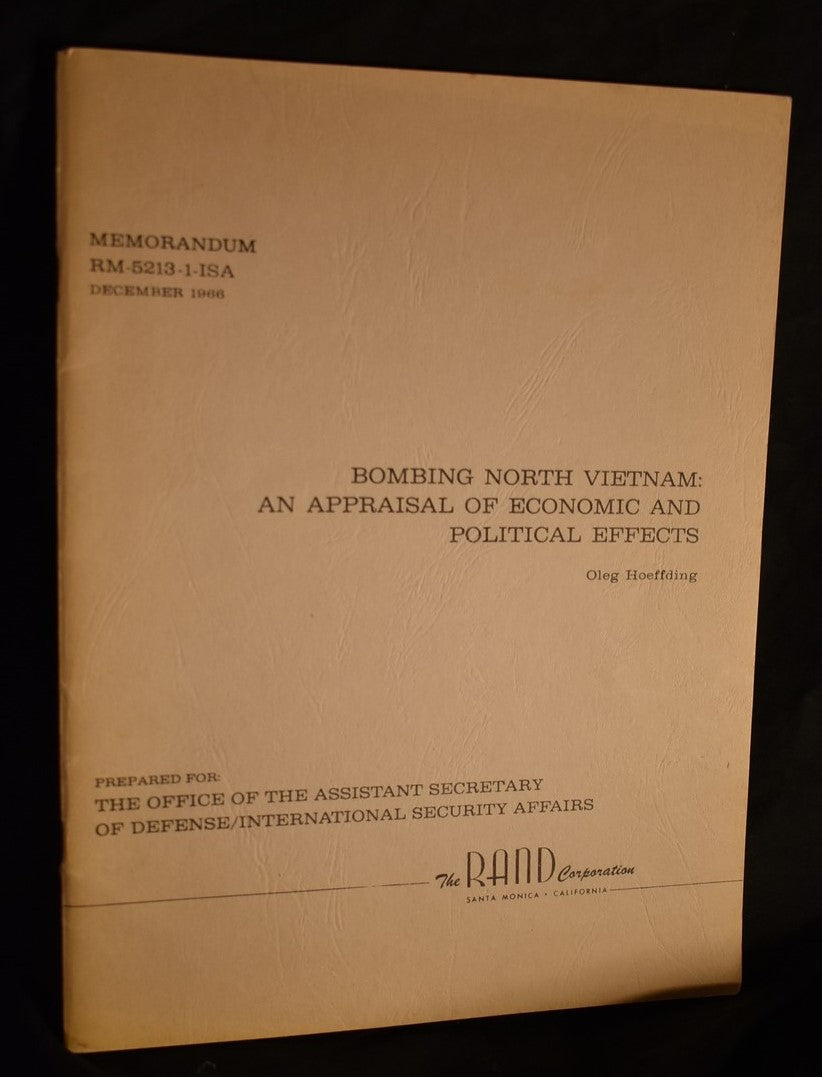 MEMORANDUM
RM-5213-1-ISA
DECEMBER 1966
BOMBING NORTH VIETNAM:
AN APPRAISAL OF ECONOMIC AND
POLITICAL EFFECTS
Oleg Hoeffding
PREPARED FOR:
THE OFFICE OF THE ASSISTANT SECRETARY
OF DEFENSE/INTERNATIONAL SECURITY AFFAIRS
The RAND Corporation
SANTA MONICA • CALIFORNIA